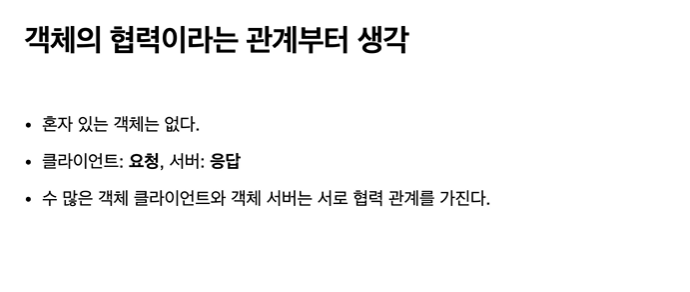 객체의 협력이라는 관계부터 생각
• 혼자 있는 객체는 없다.
• 클라이언트: 요청, 서버: 응답
• 수 많은 객체 클라이언트와 객체 서버는 서로 협력 관계를 가진다.